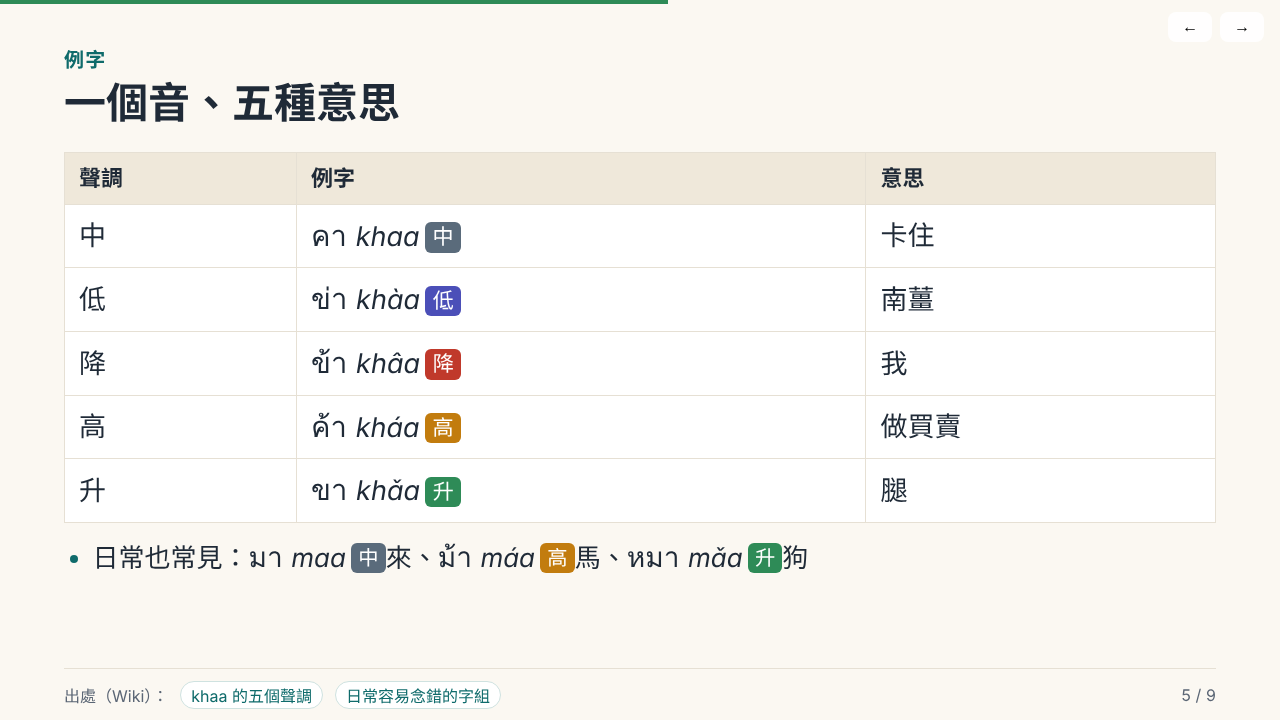 ← →
例字
一個音、五種意思
聲調 例字 意思
中 คา khaa 中 卡住
低 ข่า khàa 低 南薑
降 ข้า khâa 降 我
高 ค้า kháa 高 做買賣
升 ขา khǎa 升 腿
• 日常也常見：มา maa 中來、ม้า máa 高馬、หมา mǎa 升狗
出處（Wiki）： khaa 的五個聲調 日常容易念錯的字組 5 / 9